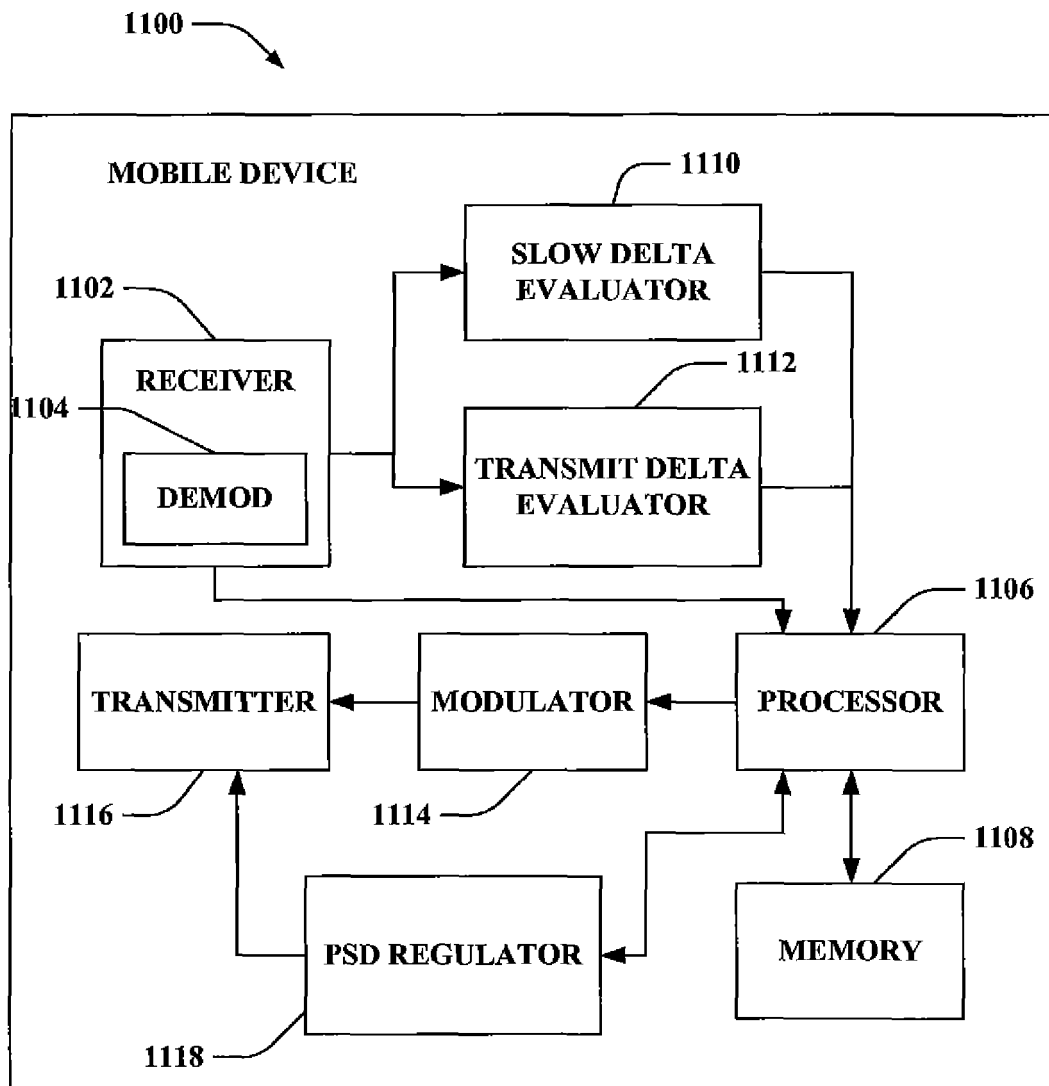 1100
MOBILE DEVICE
1110
SLOW DELTA
EVALUATOR
1102
RECEIVER
1112
1104
DEMOD
TRANSMIT DELTA
EVALUATOR
1106
TRANSMITTER
MODULATOR
PROCESSOR
1116
1114
1108
PSD REGULATOR
MEMORY
1118